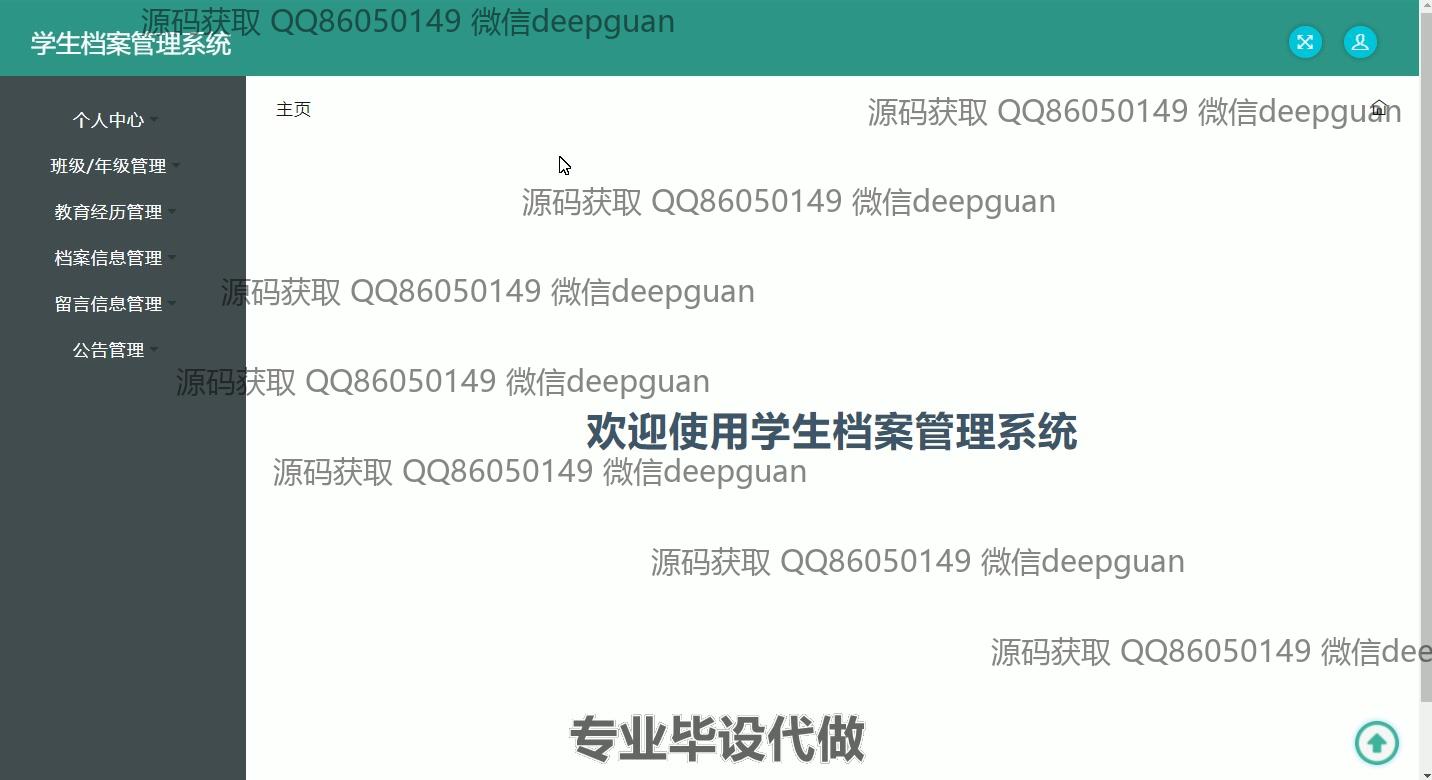 源码获取 QQ86050149 微信deepguan
学生档案管理系统
个人中心
主页
源码获取 QQ86050149 微信deepguan
班级/年级管理
源码获取 QQ86050149 微信deepguan
教育经历管理
档案信息管理
源码获取 QQ86050149 微信deepguan
留言信息管理
公告管理
源码获取 QQ86050149 微信deepguan
欢迎使用学生档案管理系统
源码获取 QQ86050149 微信deepguan
源码获取 QQ86050149 微信deepguan
源码获取 QQ86050149 微信dee
专业毕设代做